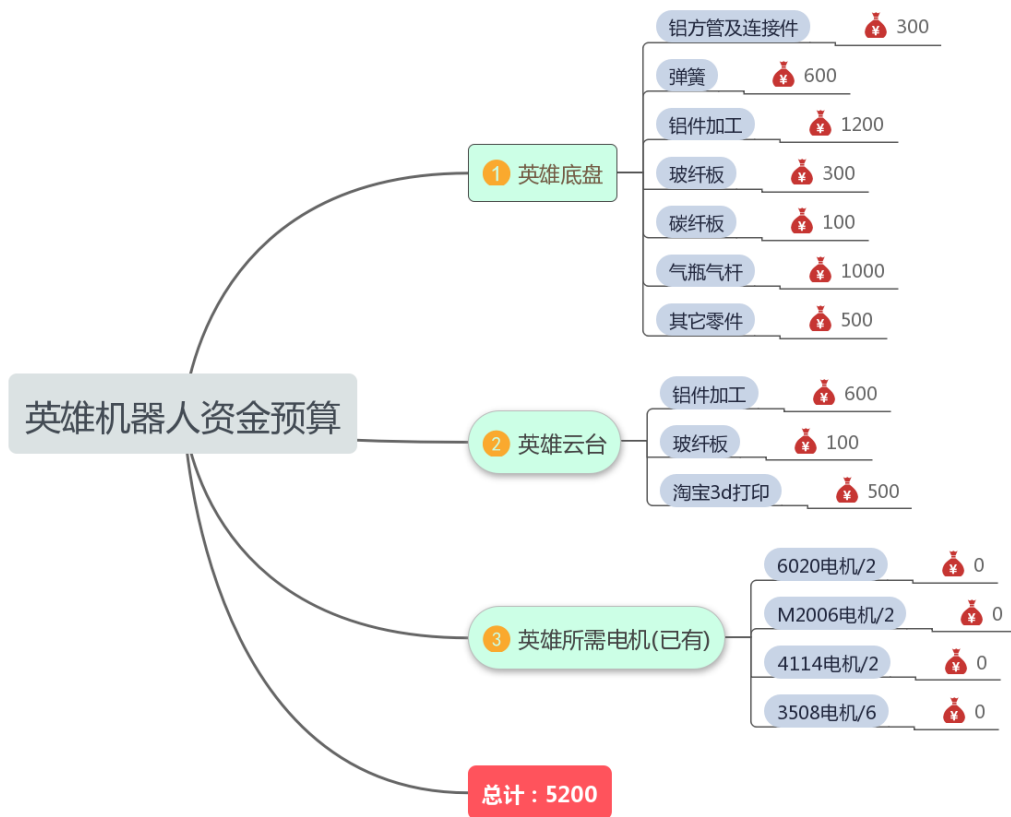 英雄机器人资金预算
1 英雄底盘
铝方管及连接件 ¥ 300
弹簧 ¥ 600
铝件加工 ¥ 1200
玻纤板 ¥ 300
碳纤板 ¥ 100
气瓶气杆 ¥ 1000
其它零件 ¥ 500
2 英雄云台
铝件加工 ¥ 600
玻纤板 ¥ 100
淘宝3d打印 ¥ 500
3 英雄所需电机(已有)
6020电机/2 ¥ 0
M2006电机/2 ¥ 0
4114电机/2 ¥ 0
3508电机/6 ¥ 0
总计：5200